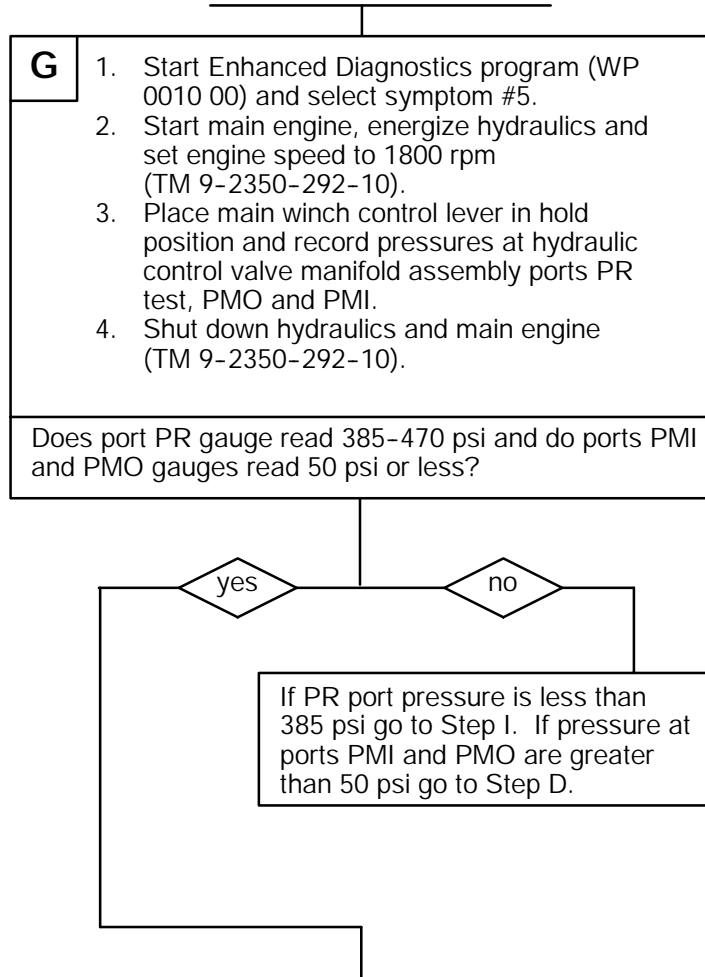 G
1. Start Enhanced Diagnostics program (WP
0010 00) and select symptom #5.
2. Start main engine, energize hydraulics and
set engine speed to 1800 rpm
(TM 9-2350-292-10).
3. Place main winch control lever in hold
position and record pressures at hydraulic
control valve manifold assembly ports PR
test, PMO and PMI.
4. Shut down hydraulics and main engine
(TM 9-2350-292-10).
Does port PR gauge read 385-470 psi and do ports PMI
and PMO gauges read 50 psi or less?
yes
no
If PR port pressure is less than
385 psi go to Step I. If pressure at
ports PMI and PMO are greater
than 50 psi go to Step D.